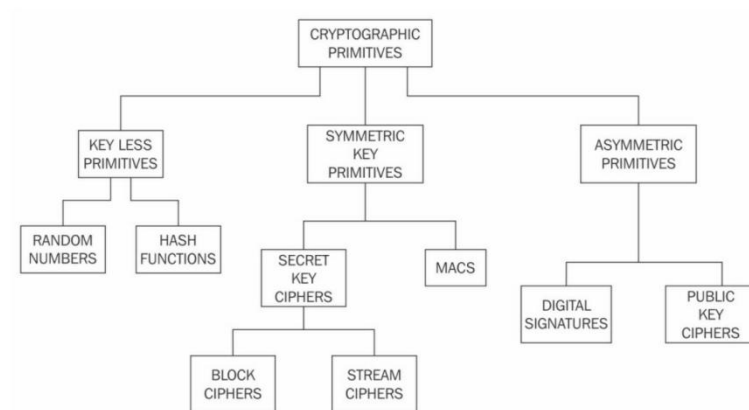 CRYPTOGRAPHIC
PRIMITIVES
KEY LESS
PRIMITIVES
SYMMETRIC
KEY
PRIMITIVES
ASYMMETRIC
PRIMITIVES
RANDOM
NUMBERS
HASH
FUNCTIONS
SECRET
KEY
CIPHERS
MACS
DIGITAL
SIGNATURES
PUBLIC
KEY
CIPHERS
BLOCK
CIPHERS
STREAM
CIPHERS